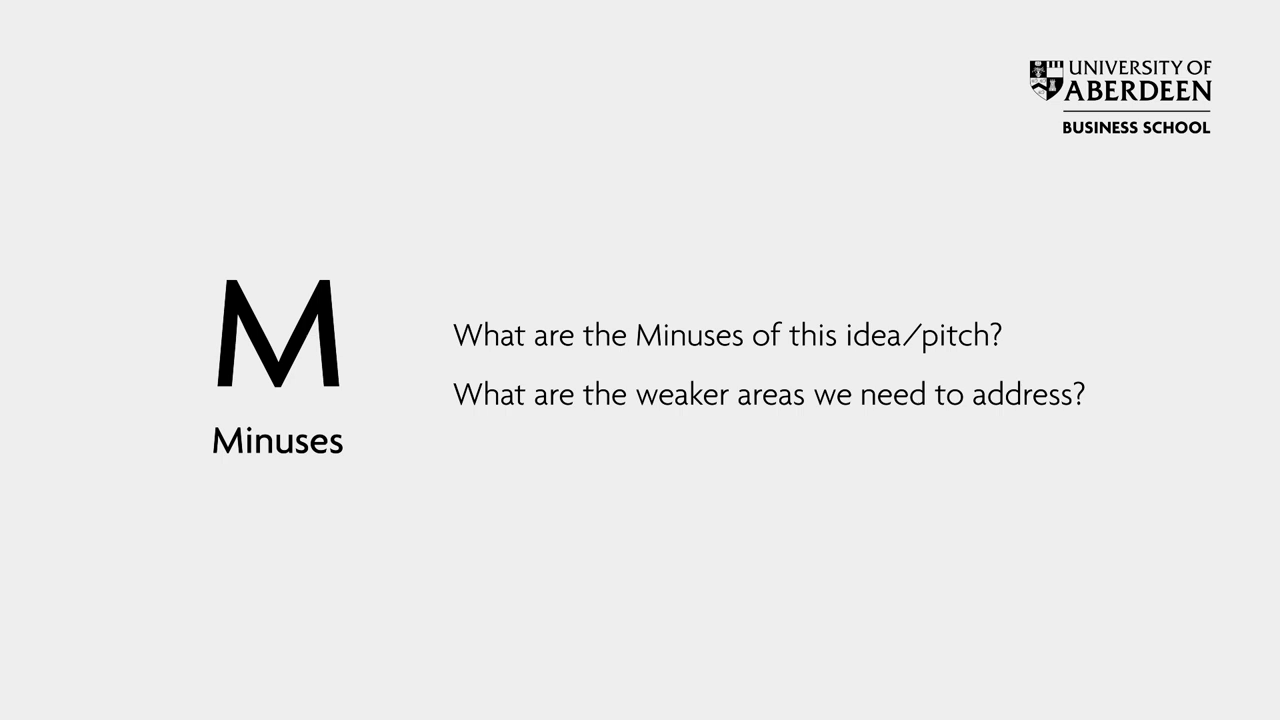 UNIVERSITY OF
ABERDEEN
BUSINESS SCHOOL
M
Minuses
What are the Minuses of this idea/pitch?
What are the weaker areas we need to address?